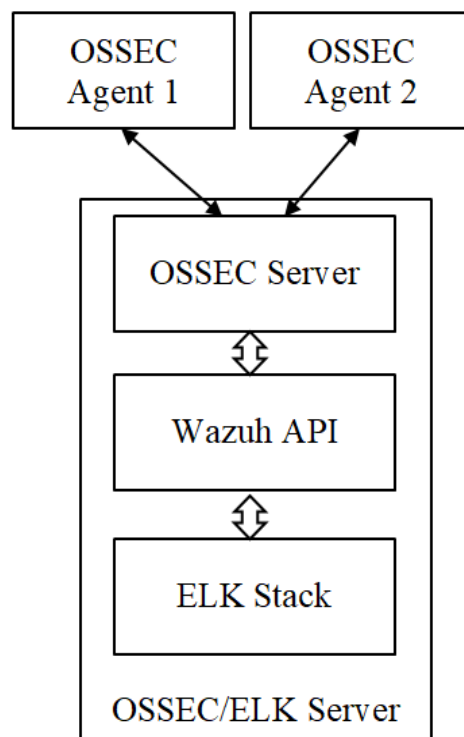 OSSEC
Agent 1
OSSEC
Agent 2
OSSEC Server
Wazuh API
ELK Stack
OSSEC/ELK Server